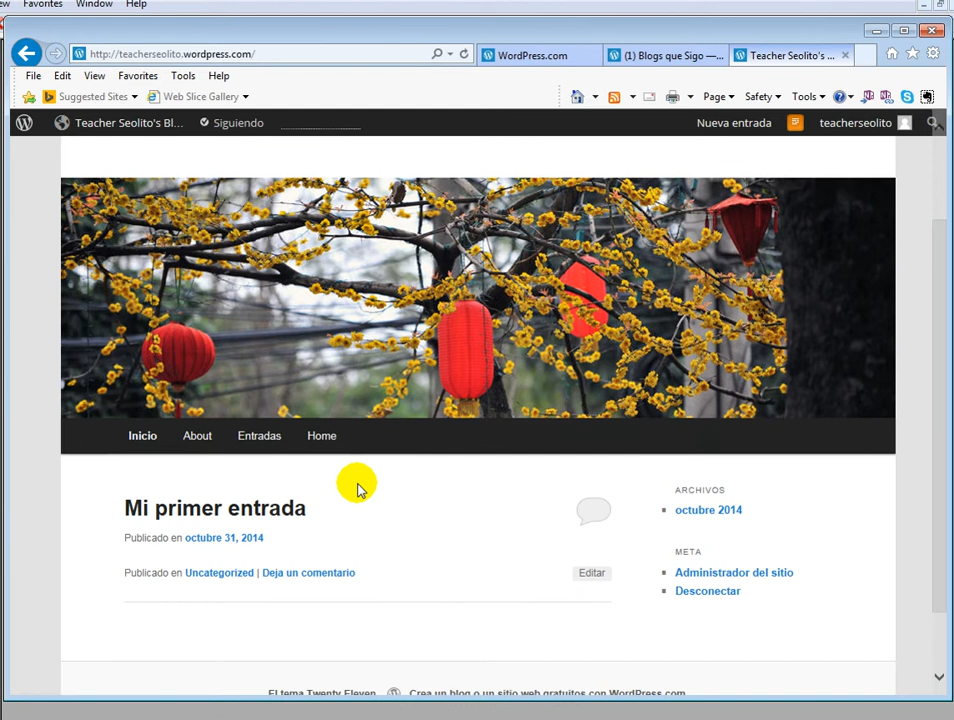 Favorites Window Help
http://teacherseolito.wordpress.com/
WordPress.com
(1) Blogs que Sigo —...
Teacher Seolito's ...
File Edit View Favorites Tools Help
Suggested Sites
Web Slice Gallery
Page Safety Tools
Teacher Seolito's Bl... Siguiendo
Nueva entrada
teacherseolito
Inicio About Entradas Home
Mi primer entrada
Publicado en octubre 31, 2014
Publicado en Uncategorized | Deja un comentario
Editar
ARCHIVOS
octubre 2014
META
Administrador del sitio
Desconectar
El tema Twenty Eleven Crea un blog o un sitio web gratuitos con WordPress.com